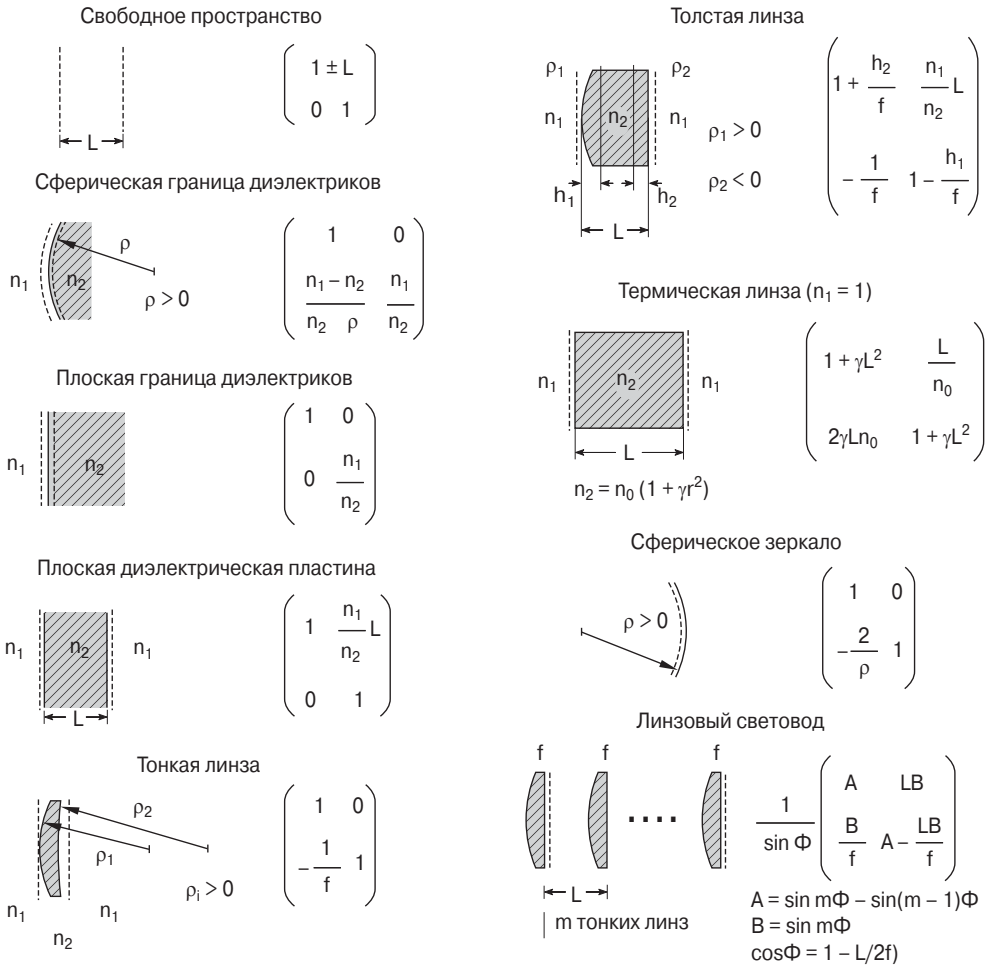 Свободное пространство
L
1 ± L
0 1
Сферическая граница диэлектриков
n₁
n₂
ρ
ρ > 0
1 0
n₁ – n₂ n₁
n₂ ρ n₂
Плоская граница диэлектриков
n₁
n₂
1 0
0 n₁
n₂
Плоская диэлектрическая пластина
n₁
n₂
n₁
L
1 n₁ L
n₂
0 1
Тонкая линза
ρ₂
ρ₁
ρᵢ > 0
n₁
n₁
n₂
1 0
– 1 1
f
Толстая линза
ρ₁
ρ₂
n₁
n₂
n₁
ρ₁ > 0
ρ₂ < 0
h₁
h₂
L
1 + h₂ n₁ L
f n₂
– 1 1 – h₁
f f
Термическая линза (n₁ = 1)
n₁
n₂
n₁
L
n₂ = n₀ (1 + γr²)
1 + γL² L
n₀
2γLn₀ 1 + γL²
Сферическое зеркало
ρ > 0
1 0
– 2 1
ρ
Линзовый световод
f f f
L
m тонких линз
1
sin Φ
A LB
B A – LB
f f
A = sin mΦ – sin(m – 1)Φ
B = sin mΦ
cosΦ = 1 – L/2f)